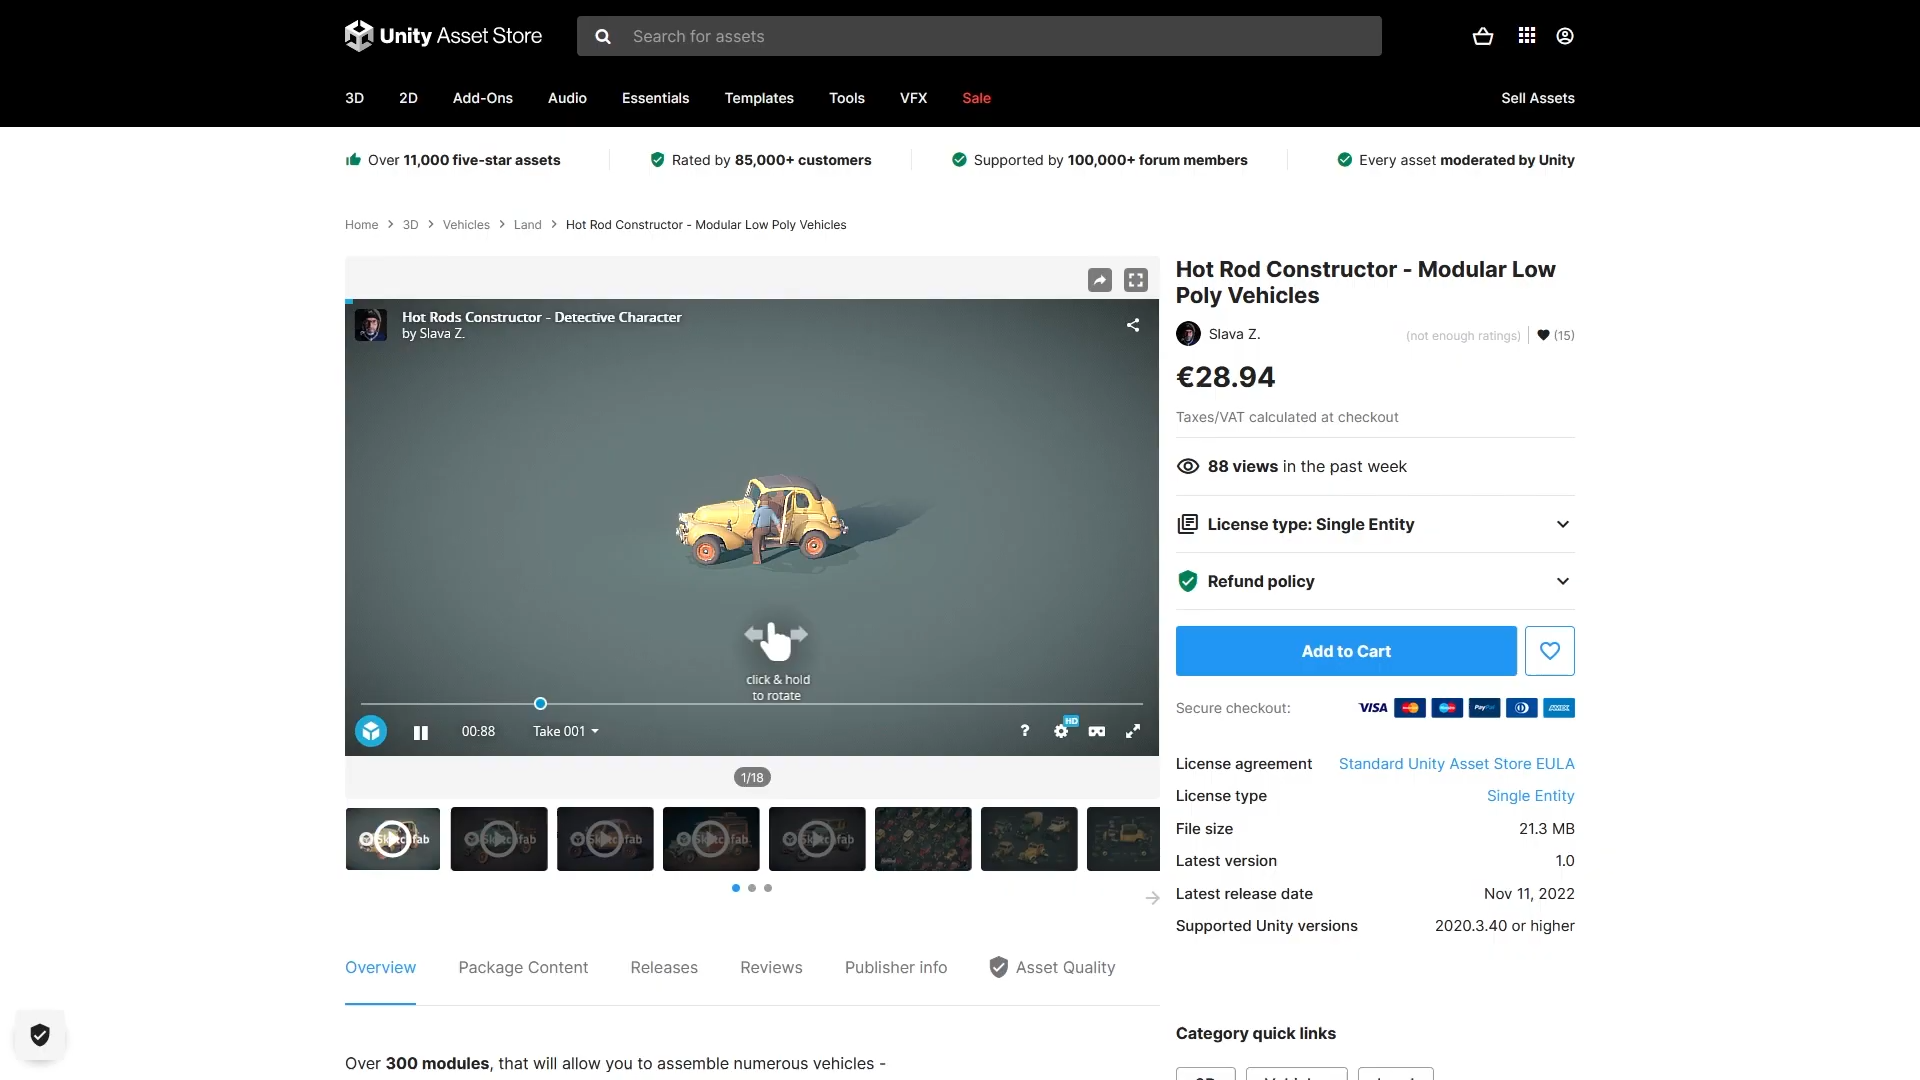 Unity Asset Store
Search for assets
3D 2D Add-Ons Audio Essentials Templates Tools VFX Sale Sell Assets
Over 11,000 five-star assets
Rated by 85,000+ customers
Supported by 100,000+ forum members
Every asset moderated by Unity
Home > 3D > Vehicles > Land > Hot Rod Constructor - Modular Low Poly Vehicles
Hot Rods Constructor - Detective Character
by Slava Z.
click & hold
to rotate
00:88 Take 001 ? HD
1/18
Sketchfab Sketchfab Sketchfab Sketchfab Sketchfab
Overview Package Content Releases Reviews Publisher info Asset Quality
Over 300 modules, that will allow you to assemble numerous vehicles -
Hot Rod Constructor - Modular Low
Poly Vehicles
Slava Z. (not enough ratings) (15)
€28.94
Taxes/VAT calculated at checkout
88 views in the past week
License type: Single Entity
Refund policy
Add to Cart
Secure checkout: VISA PayPal
License agreement Standard Unity Asset Store EULA
License type Single Entity
File size 21.3 MB
Latest version 1.0
Latest release date Nov 11, 2022
Supported Unity versions 2020.3.40 or higher
Category quick links